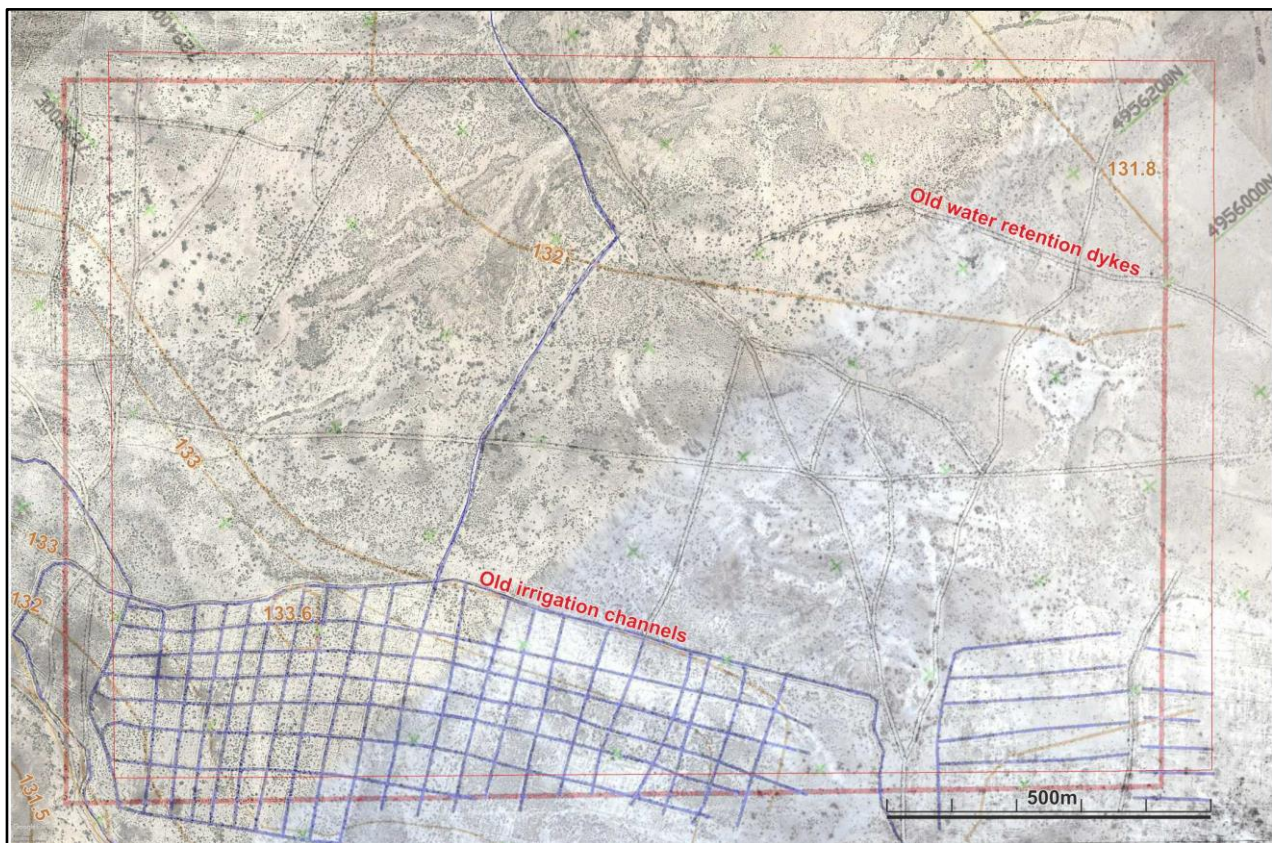 4956200N
4956000N
131.8
Old water retention dykes
132
133
133
132
Old irrigation channels
133.6
131.5
500m